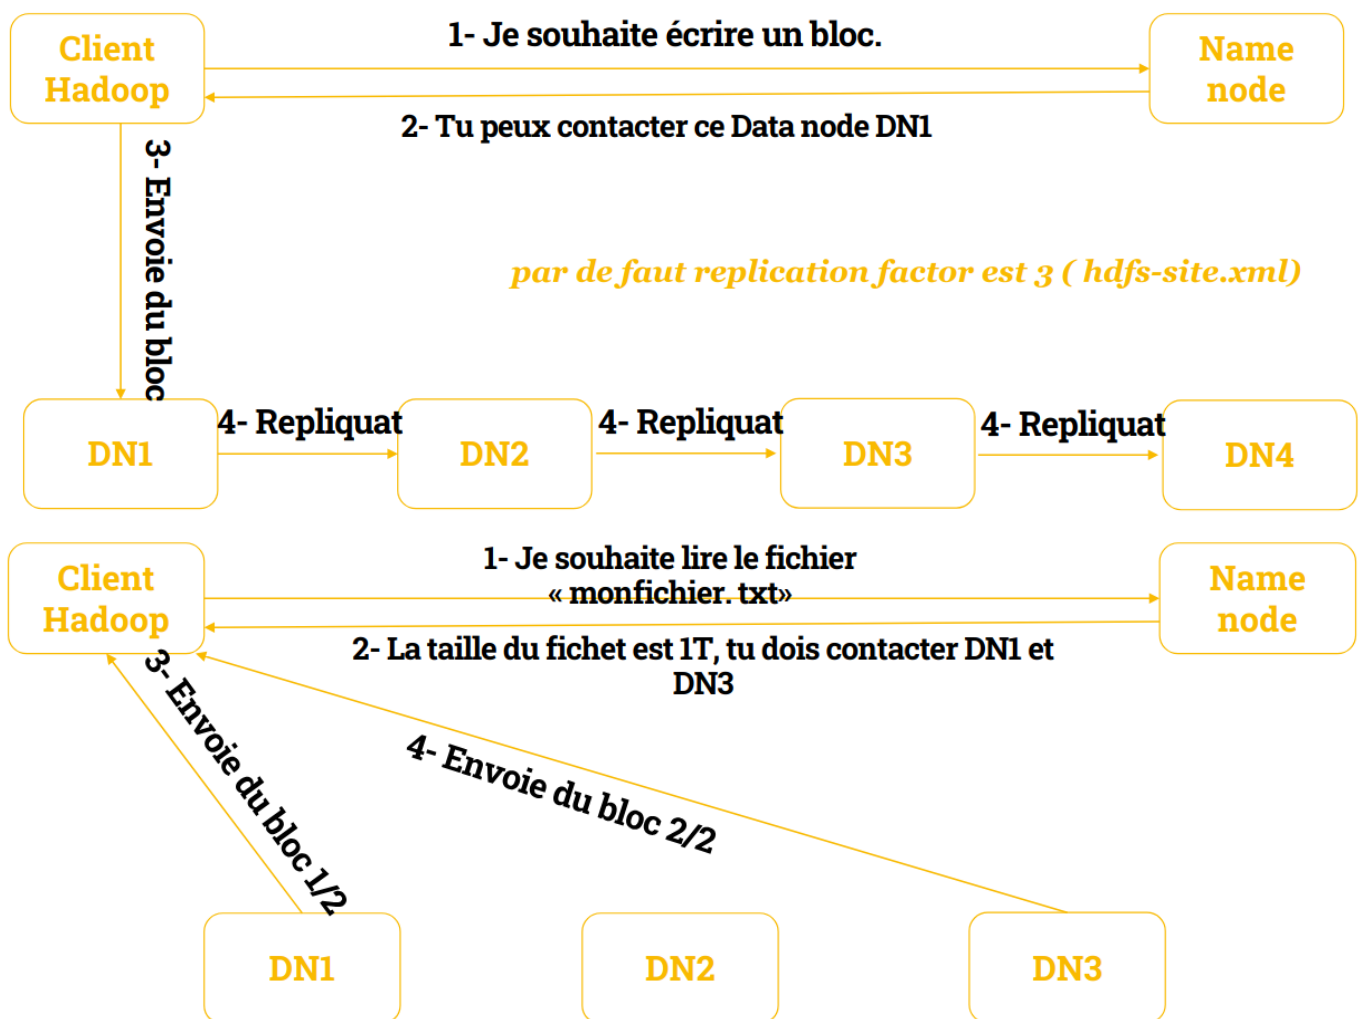 Client
Hadoop
1- Je souhaite écrire un bloc.
Name
node
2- Tu peux contacter ce Data node DN1
3- Envoie du bloc
par de faut replication factor est 3 ( hdfs-site.xml)
4- Repliquat
4- Repliquat
4- Repliquat
DN1
DN2
DN3
DN4
Client
Hadoop
1- Je souhaite lire le fichier
« monfichier. txt»
Name
node
2- La taille du fichet est 1T, tu dois contacter DN1 et
DN3
3- Envoie du bloc 1/2
4- Envoie du bloc 2/2
DN1
DN2
DN3